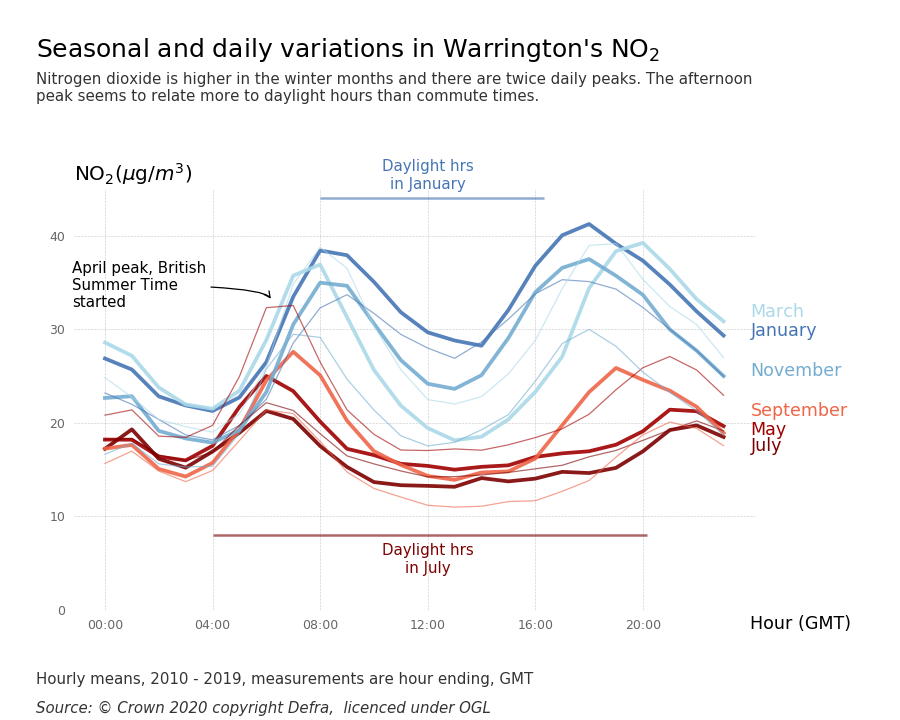 Seasonal and daily variations in Warrington's NO₂
Nitrogen dioxide is higher in the winter months and there are twice daily peaks. The afternoon
peak seems to relate more to daylight hours than commute times.
NO₂(μg/m³)
Daylight hrs
in January
40
April peak, British
Summer Time
started
30
20
10
0
March
January
November
September
May
July
Daylight hrs
in July
00:00 04:00 08:00 12:00 16:00 20:00
Hour (GMT)
Hourly means, 2010 - 2019, measurements are hour ending, GMT
Source: © Crown 2020 copyright Defra, licenced under OGL